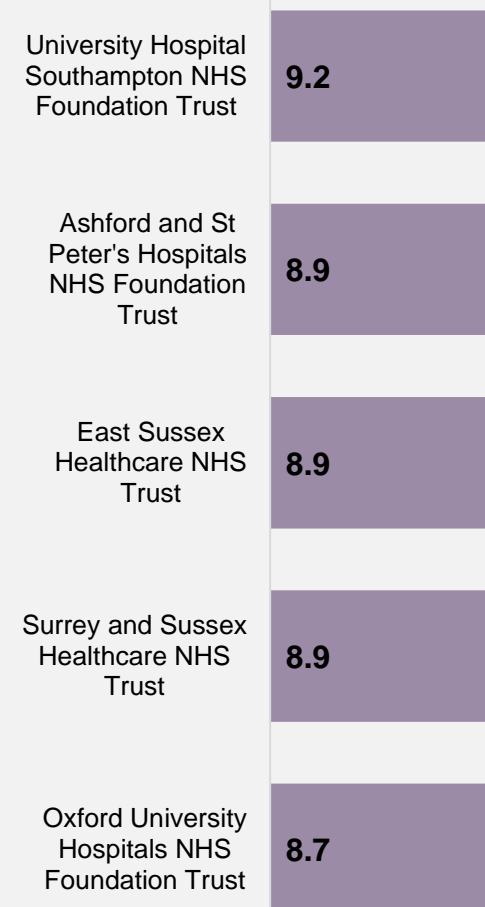 University Hospital
Southampton NHS
Foundation Trust
9.2
Ashford and St
Peter's Hospitals
NHS Foundation
Trust
8.9
East Sussex
Healthcare NHS
Trust
8.9
Surrey and Sussex
Healthcare NHS
Trust
8.9
Oxford University
Hospitals NHS
Foundation Trust
8.7